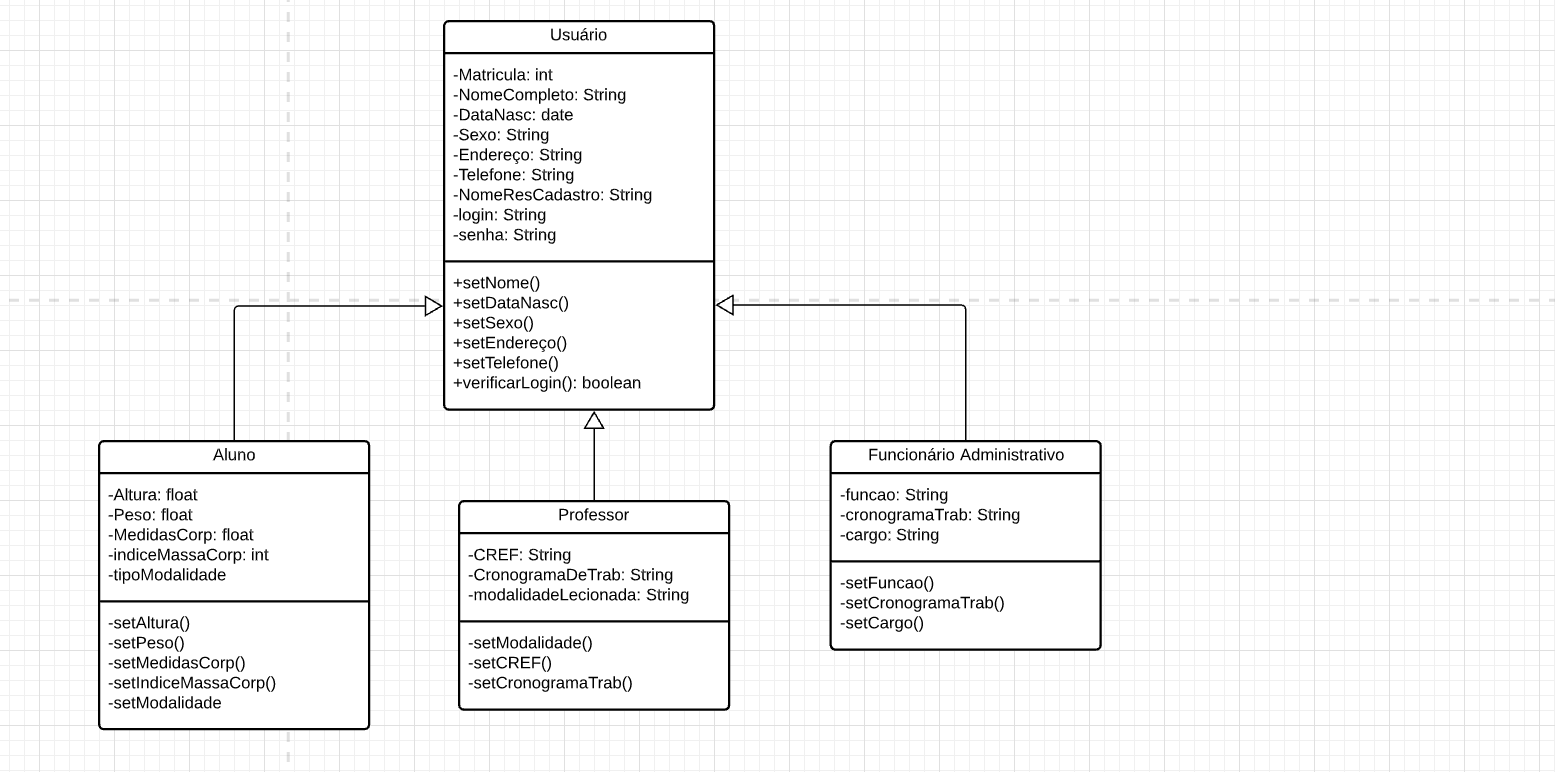 Usuário
-Matricula: int
-NomeCompleto: String
-DataNasc: date
-Sexo: String
-Endereço: String
-Telefone: String
-NomeResCadastro: String
-login: String
-senha: String
+setNome()
+setDataNasc()
+setSexo()
+setEndereço()
+setTelefone()
+verificarLogin(): boolean
Aluno
-Altura: float
-Peso: float
-MedidasCorp: float
-indiceMassaCorp: int
-tipoModalidade
-setAltura()
-setPeso()
-setMedidasCorp()
-setIndiceMassaCorp()
-setModalidade
Professor
-CREF: String
-CronogramaDeTrab: String
-modalidadeLecionada: String
-setModalidade()
-setCREF()
-setCronogramaTrab()
Funcionário Administrativo
-funcao: String
-cronogramaTrab: String
-cargo: String
-setFuncao()
-setCronogramaTrab()
-setCargo()